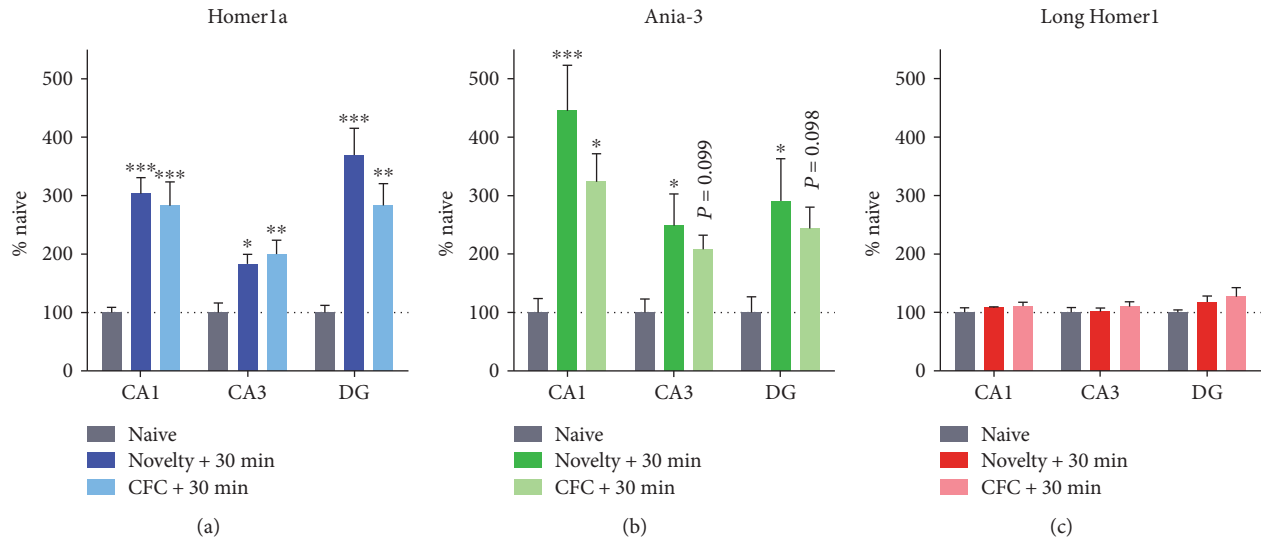 Homer1a
% naive
500
400
300
200
100
0
***
***
*
**
***
**
CA1
CA3
DG
Naive
Novelty + 30 min
CFC + 30 min
(a)
Ania-3
% naive
500
400
300
200
100
0
***
*
*
P = 0.099
*
P = 0.098
CA1
CA3
DG
Naive
Novelty + 30 min
CFC + 30 min
(b)
Long Homer1
% naive
500
400
300
200
100
0
CA1
CA3
DG
Naive
Novelty + 30 min
CFC + 30 min
(c)